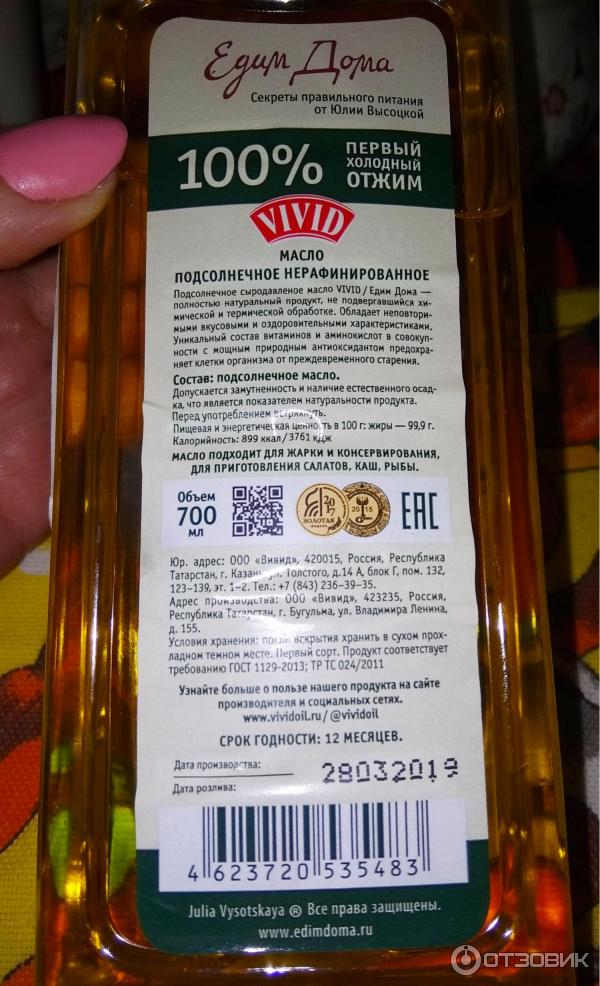 Едим Дома
Секреты правильного питания
от Юлии Высоцкой
100% ПЕРВЫЙ
ХОЛОДНЫЙ
ОТЖИМ
VIVID
МАСЛО
ПОДСОЛНЕЧНОЕ НЕРАФИНИРОВАННОЕ
Подсолнечное сыродавленое масло VIVID / Едим Дома —
полностью натуральный продукт, не подвергавшийся хи-
мической и термической обработке. Обладает неповтори-
мыми вкусовыми и оздоровительными характеристиками.
Уникальный состав витаминов и аминокислот в совокуп-
ности с мощным природным антиоксидантом предохра-
няет клетки организма от преждевременного старения.
Состав: подсолнечное масло.
Допускается замутненность и наличие естественного осад-
ка, что является показателем натуральности продукта.
Перед употреблением встряхнуть.
Пищевая и энергетическая ценность в 100 г: жиры — 99,9 г.
Калорийность: 899 ккал/ 3761 кДж
МАСЛО ПОДХОДИТ ДЛЯ ЖАРКИ И КОНСЕРВИРОВАНИЯ,
ДЛЯ ПРИГОТОВЛЕНИЯ САЛАТОВ, КАШ, РЫБЫ.
Объем
700
мл
2017
ЗОЛОТАЯ
МЕДАЛЬ
2015
ЕАС
Юр. адрес: ООО «Вивид», 420015, Россия, Республика
Татарстан, г. Казань, ул. Толстого, д.14 А, блок Г, пом. 132,
123–139, эт. 1–2. Тел.: +7 (843) 236–39–35.
Адрес производства: ООО «Вивид», 423235, Россия,
Республика Татарстан, г. Бугульма, ул. Владимира Ленина,
д. 155.
Условия хранения: после вскрытия хранить в сухом прох-
ладном темном месте. Первый сорт. Продукт соответствует
требованию ГОСТ 1129-2013; ТР ТС 024/2011
Узнайте больше о пользе нашего продукта на сайте
производителя и социальных сетях.
www.vividoil.ru / @vividoil
СРОК ГОДНОСТИ: 12 МЕСЯЦЕВ.
Дата производства: 28032019
Дата розлива:
4 623720 535483
Julia Vysotskaya ® Все права защищены.
www.edimdoma.ru
ОТЗОВИК